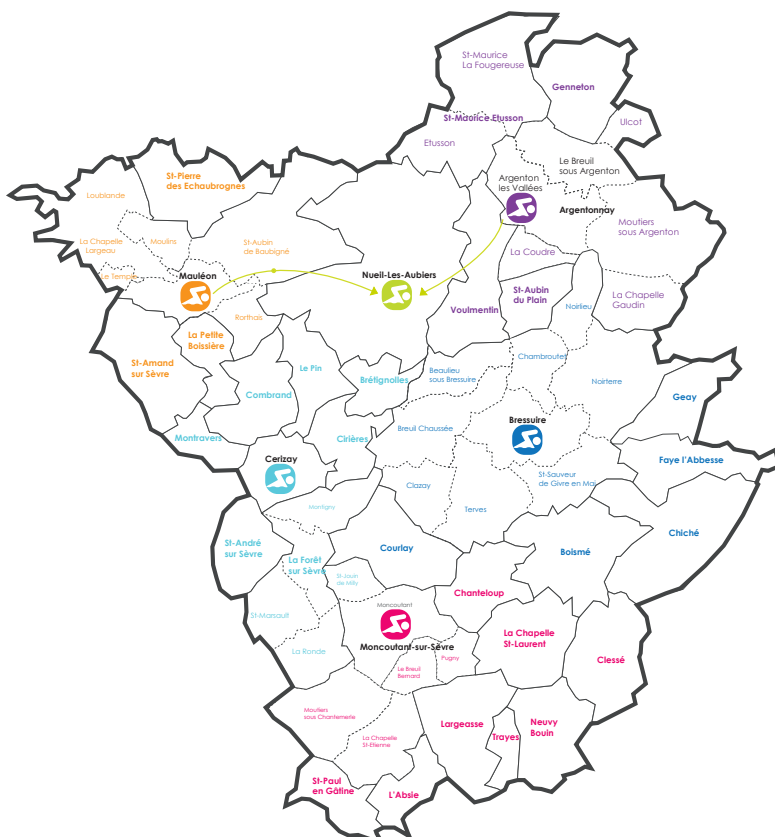 St-Maurice
La Fougereuse
Genneton
St-Maurice Etusson
Ulcot
Etusson
Le Breuil
sous Argenton
St-Pierre
des Echaubrognes
Argenton
les Vallées
Loublande
Argentonnay
Moutiers
sous Argenton
La Chapelle
Largeau
Moulins
St-Aubin
de Baubigné
La Coudre
Le Temple
Mauléon
Nueil-Les-Aubiers
St-Aubin
du Plain
La Chapelle
Gaudin
Voulmentin
Noirlieu
Rorthais
La Petite
Boissière
Chambroutet
St-Amand
sur Sèvre
Le Pin
Brétignolles
Beaulieu
sous Bressuire
Noirterre
Combrand
Geay
Bressuire
Breuil Chaussée
Montravers
Cirières
Cerizay
Faye l'Abbesse
St-Sauveur
de Givre en Mai
Clazay
Montigny
Terves
Chiché
St-André
sur Sèvre
Courlay
Boismé
La Forêt
sur Sèvre
St-Jouin
de Milly
Chanteloup
Moncoutant
St-Marsault
La Chapelle
St-Laurent
Moncoutant-sur-Sèvre
La Ronde
Pugny
Clessé
Le Breuil
Bernard
Moutiers
sous Chantemerle
Largeasse
Neuvy
Bouin
Trayes
La Chapelle
St-Etienne
St-Paul
en Gâtine
L'Absie